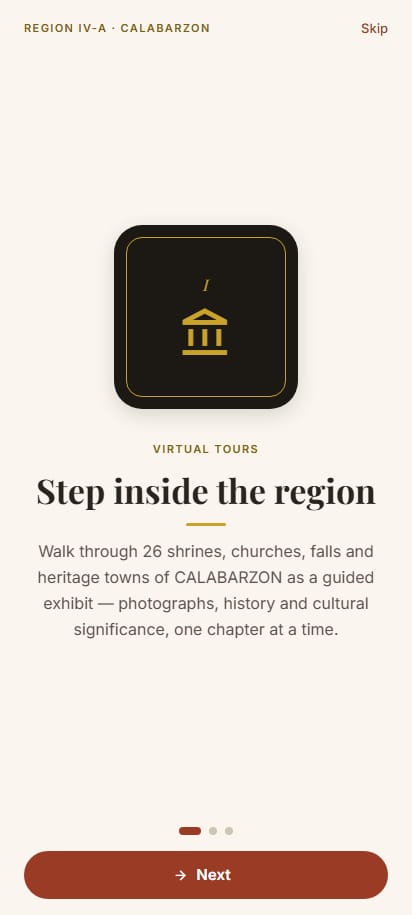 REGION IV-A · CALABARZON
Skip
I
VIRTUAL TOURS
Step inside the region
Walk through 26 shrines, churches, falls and
heritage towns of CALABARZON as a guided
exhibit — photographs, history and cultural
significance, one chapter at a time.
→ Next